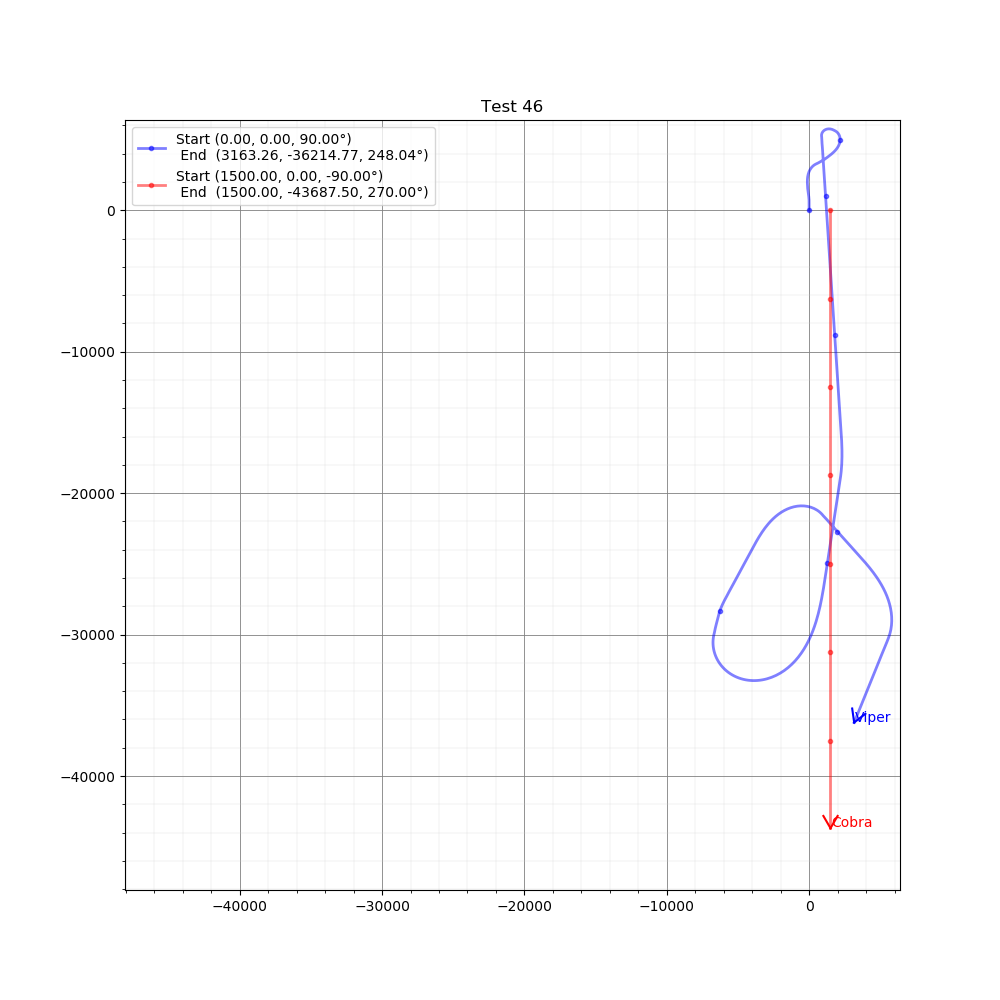 Test 46
Start (0.00, 0.00, 90.00°)
End (3163.26, -36214.77, 248.04°)
Start (1500.00, 0.00, -90.00°)
End (1500.00, -43687.50, 270.00°)
0
−10000
−20000
−30000
−40000
Viper
Cobra
−40000 −30000 −20000 −10000 0